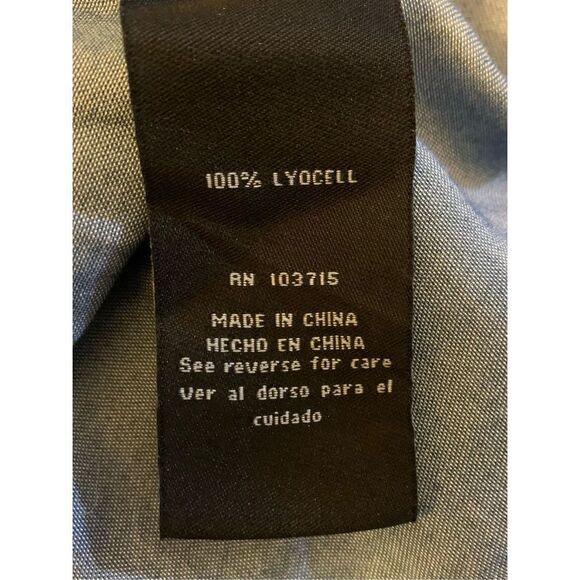 100% LYOCELL
RN 103715
MADE IN CHINA
HECHO EN CHINA
See reverse for care
Ver al dorso para el
cuidado